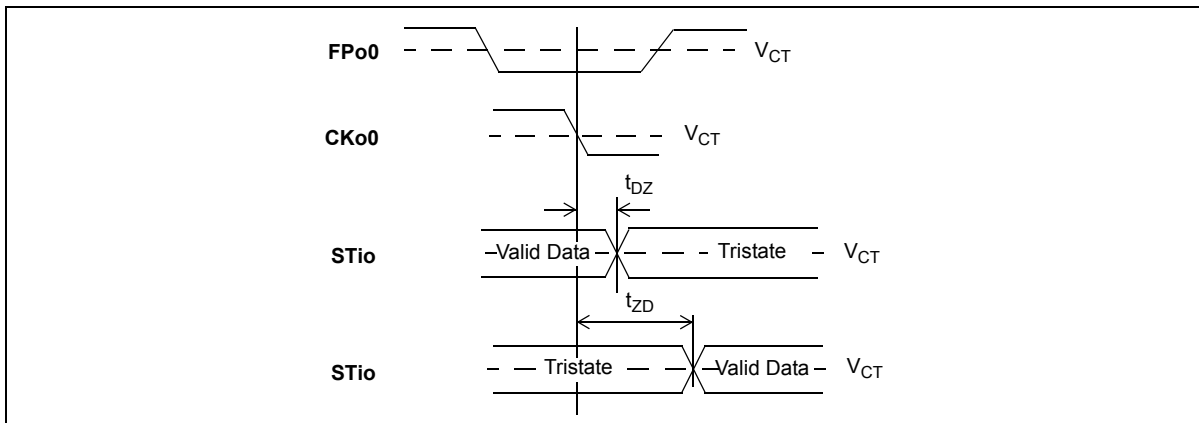 FPo0 V_CT
CKo0 V_CT
t_DZ
STio Valid Data Tristate V_CT
t_ZD
STio Tristate Valid Data V_CT